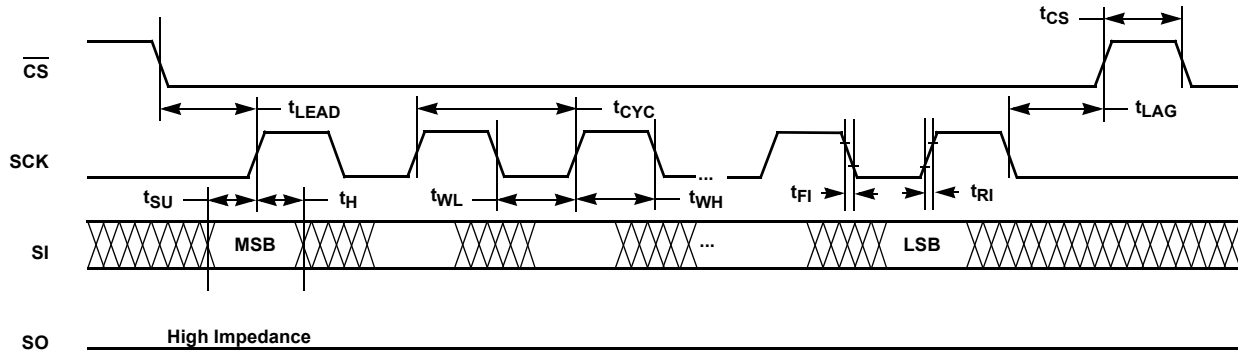 tCS
CS
tLEAD
tCYC
tLAG
SCK
...
tSU
tH
tWL
tWH
tFI
tRI
SI
MSB
...
LSB
SO
High Impedance